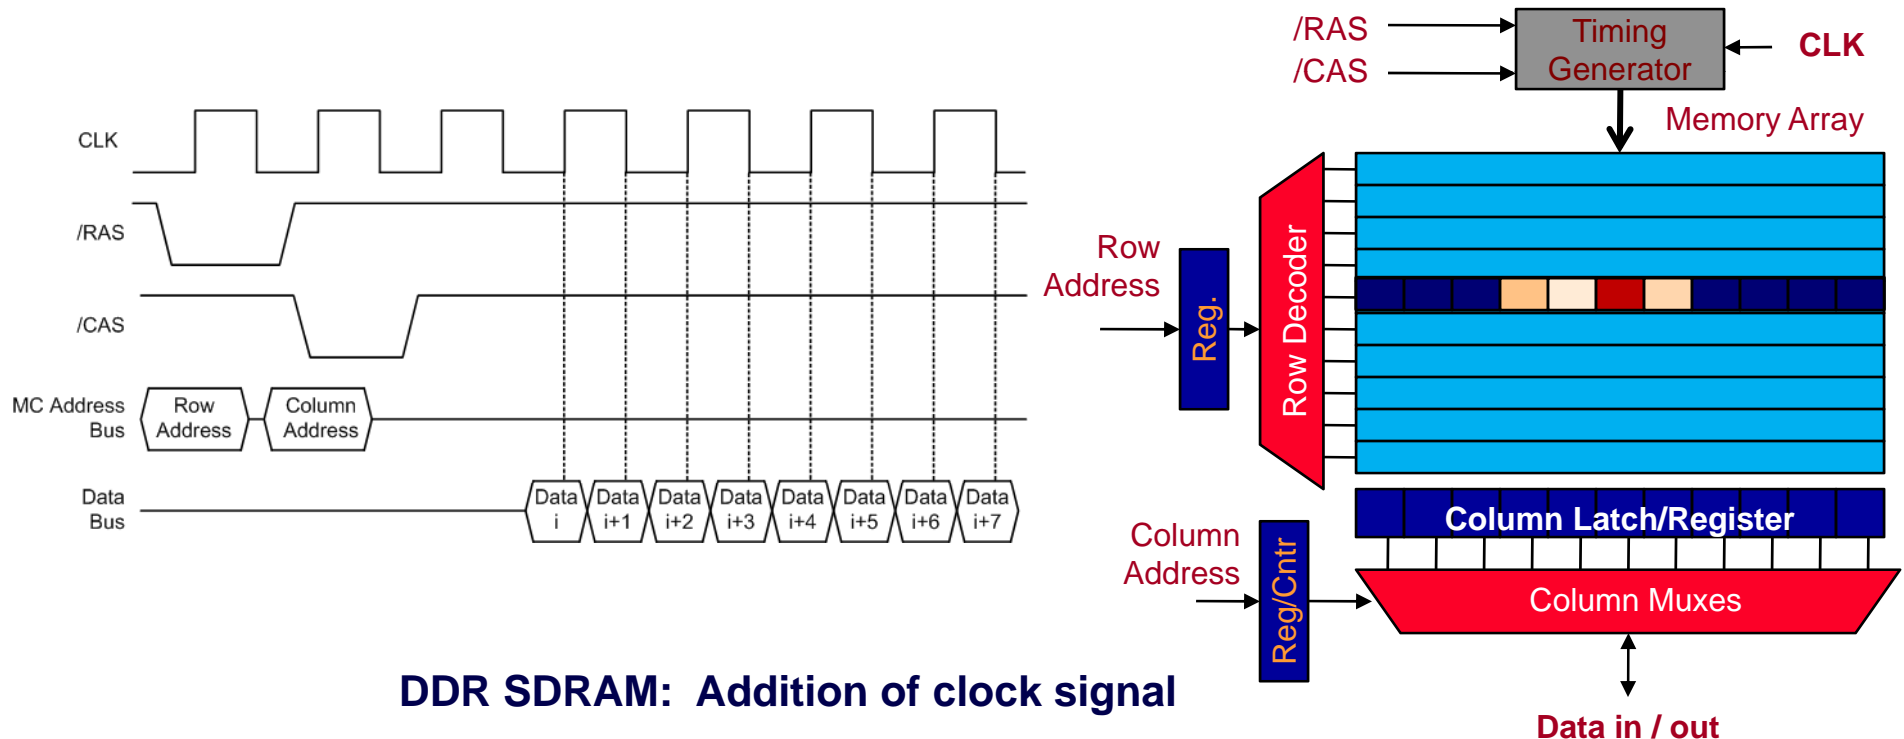 CLK
/RAS
/CAS
MC Address
Bus
Row
Address
Column
Address
Data
Bus
Data
i
Data
i+1
Data
i+2
Data
i+3
Data
i+4
Data
i+5
Data
i+6
Data
i+7
DDR SDRAM: Addition of clock signal
/RAS
/CAS
Timing
Generator
CLK
Memory Array
Row
Address
Reg.
Row Decoder
Column Latch/Register
Column
Address
Reg/Cntr
Column Muxes
Data in / out